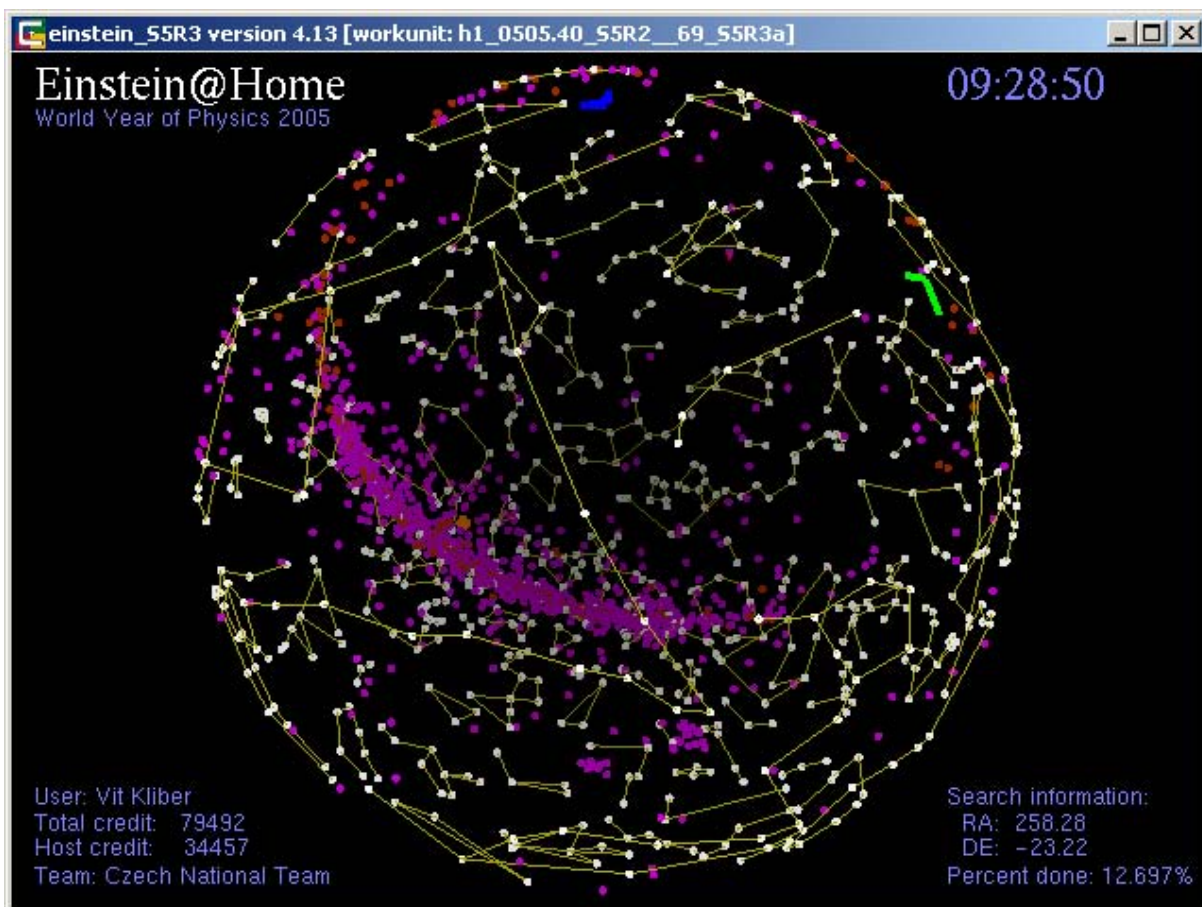 einstein_S5R3 version 4.13 [workunit: h1_0505.40_S5R2__69_S5R3a]
Einstein@Home
World Year of Physics 2005
09:28:50
User: Vit Kliber
Total credit: 79492
Host credit: 34457
Team: Czech National Team
Search information:
RA: 258.28
DE: -23.22
Percent done: 12.697%